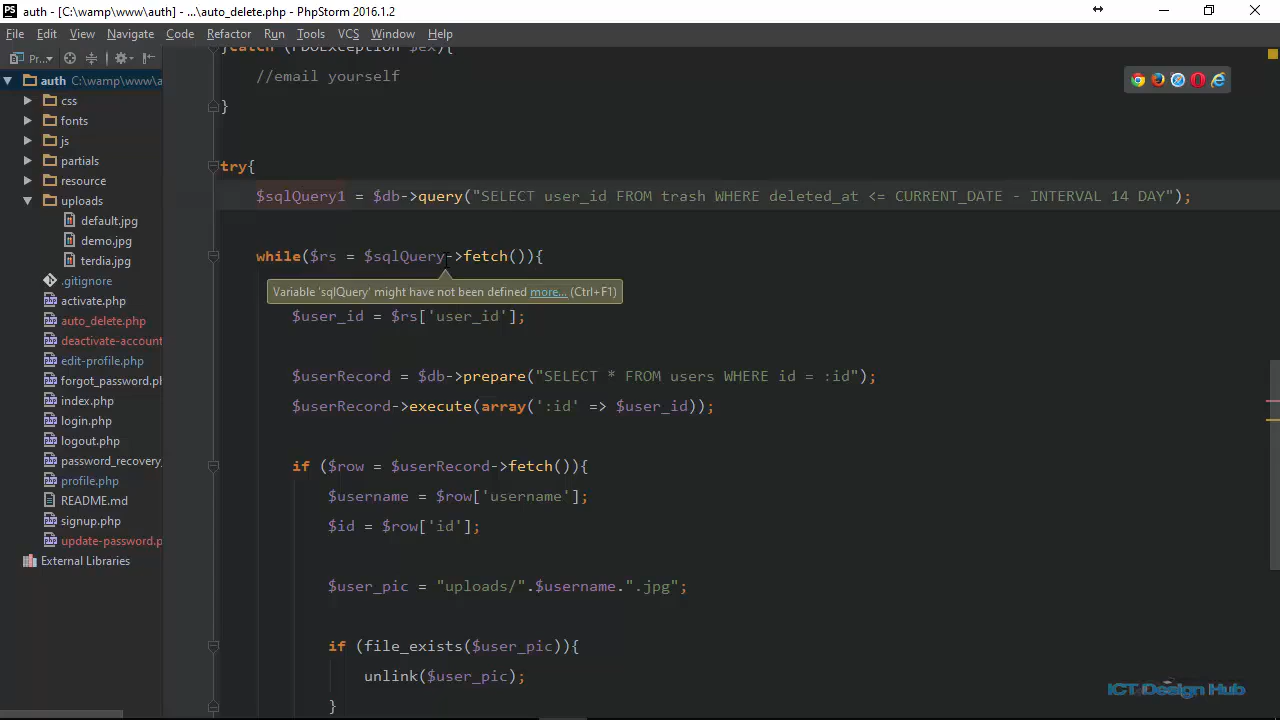 auth - [C:\wamp\www\auth] - ...\auto_delete.php - PhpStorm 2016.1.2
File Edit View Navigate Code Refactor Run Tools VCS Window Help
Pr...
auth C:\wamp\www\a
css
fonts
js
partials
resource
uploads
default.jpg
demo.jpg
terdia.jpg
.gitignore
activate.php
auto_delete.php
deactivate-account
edit-profile.php
forgot_password.ph
index.php
login.php
logout.php
password_recovery_
profile.php
README.md
signup.php
update-password.p
External Libraries
}catch (PDOException $ex){
//email yourself
}
try{
$sqlQuery1 = $db->query("SELECT user_id FROM trash WHERE deleted_at <= CURRENT_DATE - INTERVAL 14 DAY");
while($rs = $sqlQuery->fetch()){
Variable 'sqlQuery' might have not been defined more... (Ctrl+F1)
$user_id = $rs['user_id'];
$userRecord = $db->prepare("SELECT * FROM users WHERE id = :id");
$userRecord->execute(array(':id' => $user_id));
if ($row = $userRecord->fetch()){
$username = $row['username'];
$id = $row['id'];
$user_pic = "uploads/".$username.".jpg";
if (file_exists($user_pic)){
unlink($user_pic);
}
ICT Design Hub